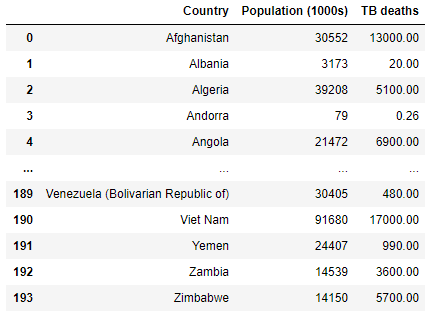 Country Population (1000s) TB deaths
0 Afghanistan 30552 13000.00
1 Albania 3173 20.00
2 Algeria 39208 5100.00
3 Andorra 79 0.26
4 Angola 21472 6900.00
... ... ... ...
189 Venezuela (Bolivarian Republic of) 30405 480.00
190 Viet Nam 91680 17000.00
191 Yemen 24407 990.00
192 Zambia 14539 3600.00
193 Zimbabwe 14150 5700.00